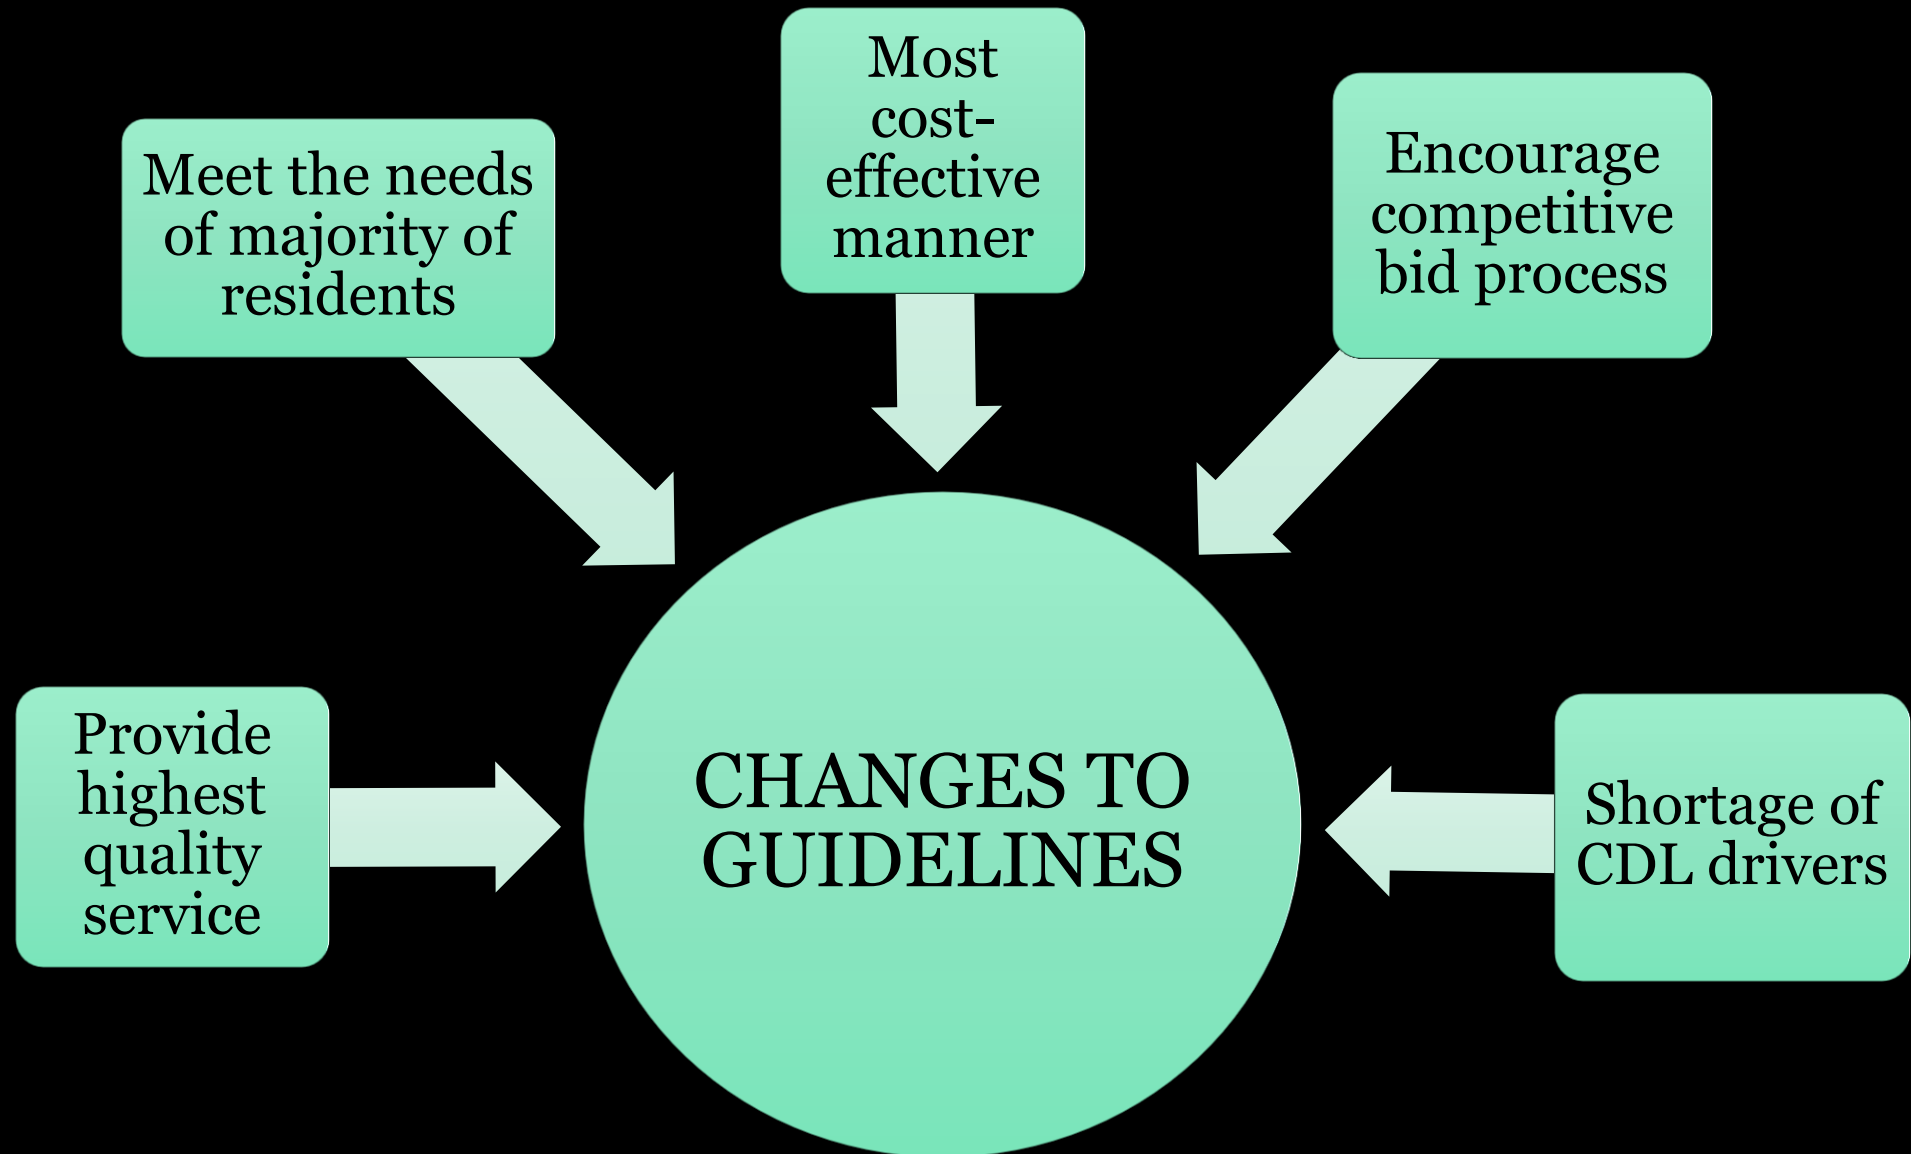 Most
cost-
effective
manner
Meet the needs
of majority of
residents
Encourage
competitive
bid process
Provide
highest
quality
service
CHANGES TO
GUIDELINES
Shortage of
CDL drivers